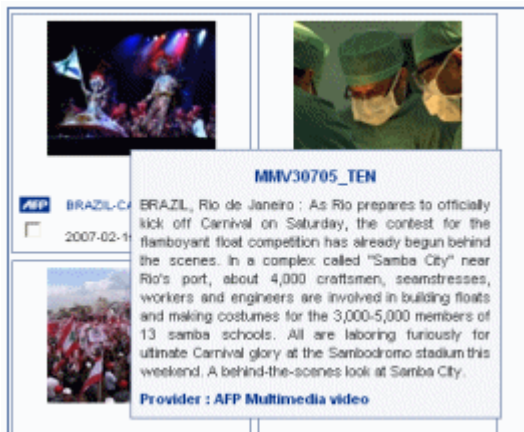 MMV30705_TEN
AFP
BRAZIL-CA
2007-02-1
BRAZIL, Rio de Janeiro : As Rio prepares to officially
kick off Carnival on Saturday, the contest for the
flamboyant float competition has already begun behind
the scenes. In a complex called "Samba City" near
Rio's port, about 4,000 craftsmen, seamstresses,
workers and engineers are involved in building floats
and making costumes for the 3,000-5,000 members of
13 samba schools. All are laboring furiously for
ultimate Carnival glory at the Sambodromo stadium this
weekend. A behind-the-scenes look at Samba City.
Provider : AFP Multimedia video